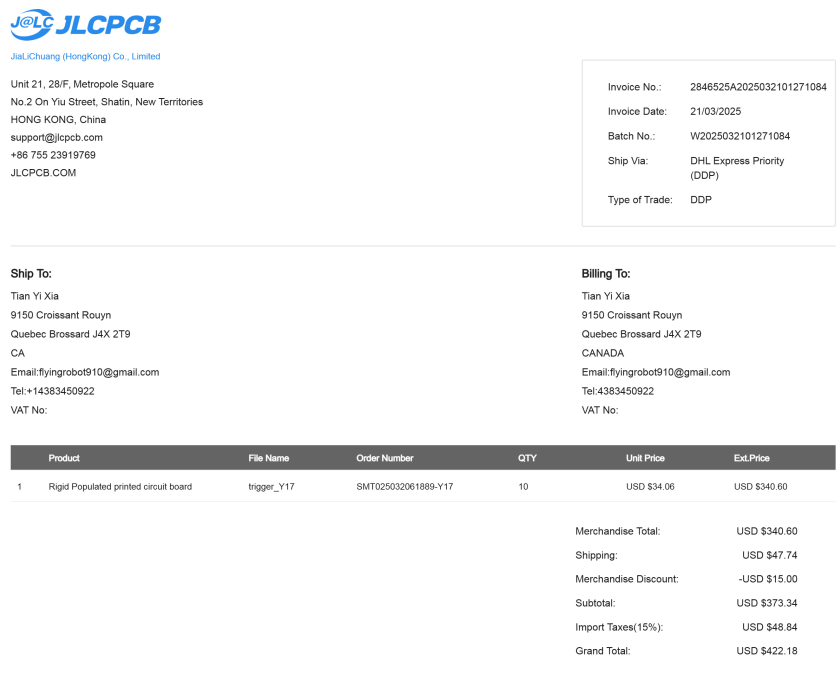 J@LC JLCPCB
JiaLiChuang (HongKong) Co., Limited
Unit 21, 28/F, Metropole Square
No.2 On Yiu Street, Shatin, New Territories
HONG KONG, China
support@jlcpcb.com
+86 755 23919769
JLCPCB.COM
Invoice No.: 2846525A2025032101271084
Invoice Date: 21/03/2025
Batch No.: W2025032101271084
Ship Via: DHL Express Priority
(DDP)
Type of Trade: DDP
Ship To:
Tian Yi Xia
9150 Croissant Rouyn
Quebec Brossard J4X 2T9
CA
Email:flyingrobot910@gmail.com
Tel:+14383450922
VAT No:
Billing To:
Tian Yi Xia
9150 Croissant Rouyn
Quebec Brossard J4X 2T9
CANADA
Email:flyingrobot910@gmail.com
Tel:4383450922
VAT No:
Product File Name Order Number QTY Unit Price Ext.Price
1 Rigid Populated printed circuit board trigger_Y17 SMT025032061889-Y17 10 USD $34.06 USD $340.60
Merchandise Total: USD $340.60
Shipping: USD $47.74
Merchandise Discount: -USD $15.00
Subtotal: USD $373.34
Import Taxes(15%): USD $48.84
Grand Total: USD $422.18